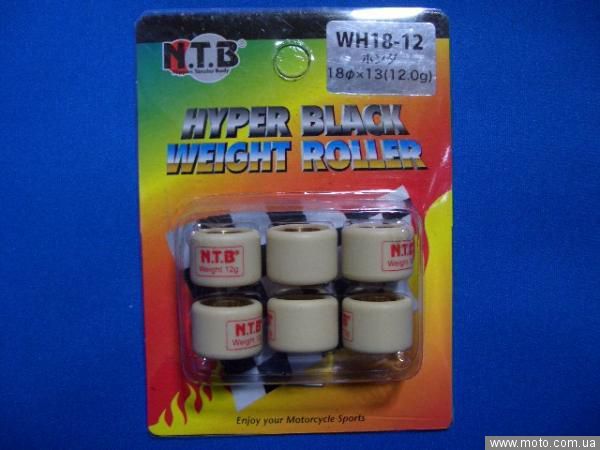 N.T.B
WH18-12
ホンダ
18φ×13(12.0g)
HYPER BLACK
WEIGHT ROLLER
N.T.B®
Weight 12g
N.T.B
Weight
N.T.B
Weight
Enjoy your Motorcycle Sports
www.moto.com.ua